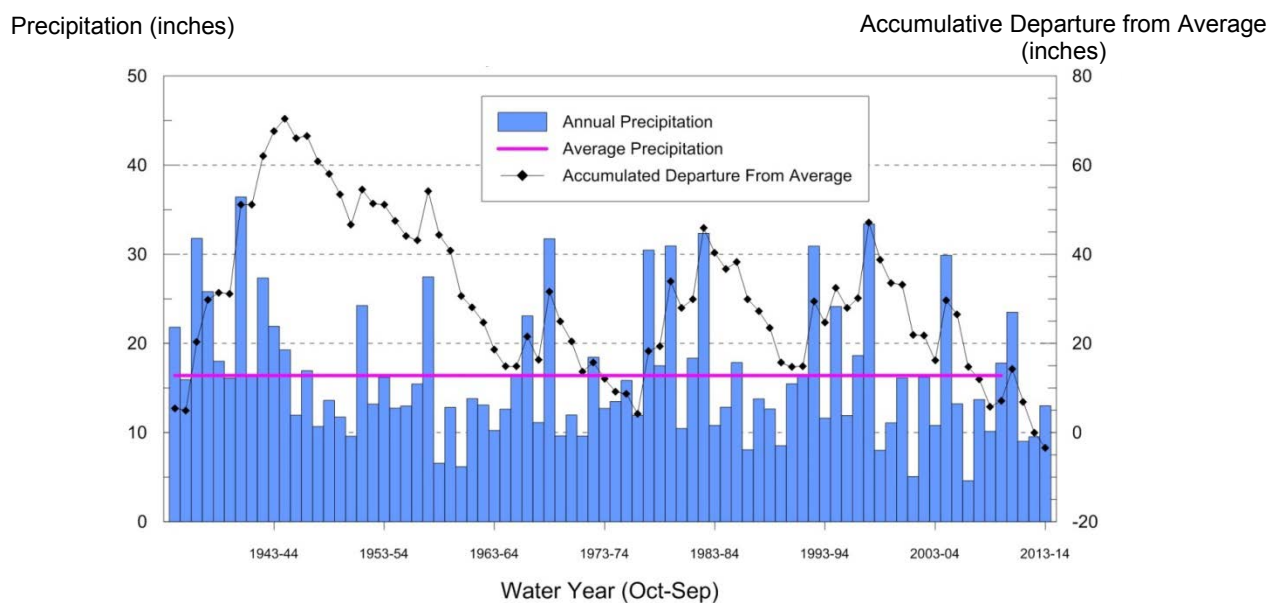 Precipitation (inches)
Accumulative Departure from Average
(inches)
50
40
30
20
10
0
80
60
40
20
0
-20
Annual Precipitation
Average Precipitation
Accumulated Departure From Average
1943-44
1953-54
1963-64
1973-74
1983-84
1993-94
2003-04
2013-14
Water Year (Oct-Sep)